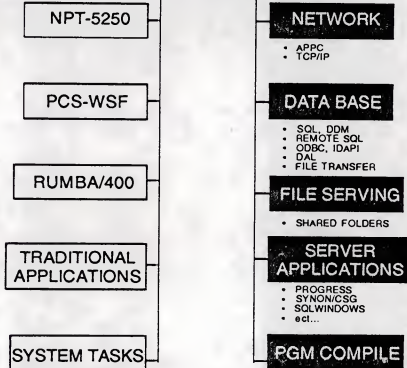 NPT-5250
PCS-WSF
RUMBA/400
TRADITIONAL
APPLICATIONS
SYSTEM TASKS
NETWORK
• APPC
• TCP/IP
DATA BASE
• SQL, DDM
• REMOTE SQL
• ODBC, IDAPI
• DAL
• FILE TRANSFER
FILE SERVING
• SHARED FOLDERS
SERVER
APPLICATIONS
• PROGRESS
• SYNON/CSG
• SQLWINDOWS
• ect...
PGM COMPILE